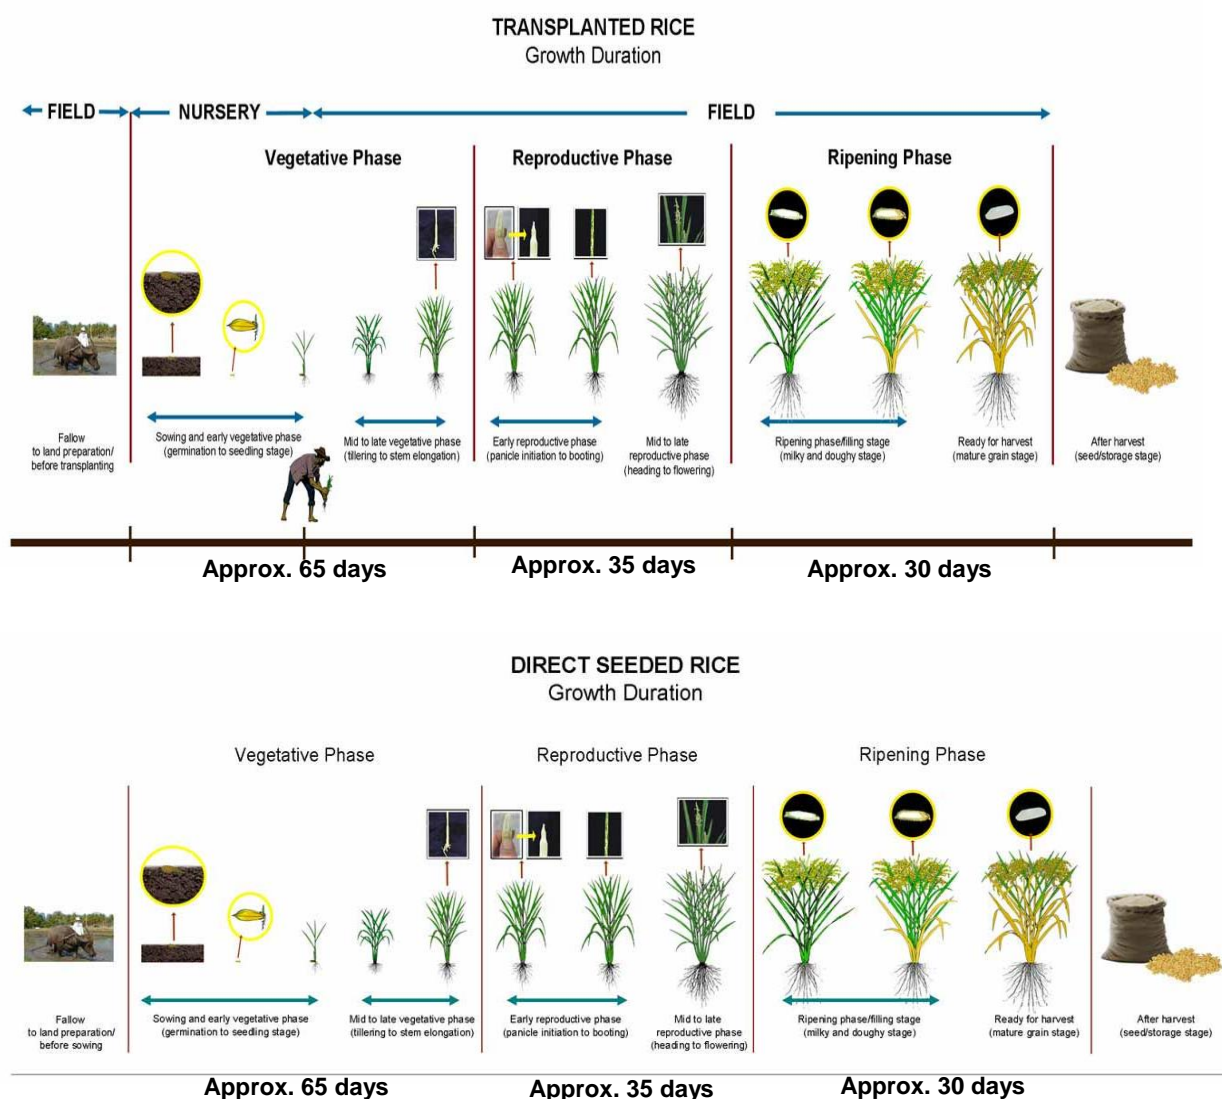 TRANSPLANTED RICE
Growth Duration
FIELD
NURSERY
FIELD
Vegetative Phase
Reproductive Phase
Ripening Phase
Fallow
to land preparation/
before transplanting
Sowing and early vegetative phase
(germination to seedling stage)
Mid to late vegetative phase
(tillering to stem elongation)
Early reproductive phase
(panicle initiation to booting)
Mid to late
reproductive phase
(heading to flowering)
Ripening phase/filling stage
(milky and doughy stage)
Ready for harvest
(mature grain stage)
After harvest
(seed/storage stage)
Approx. 65 days
Approx. 35 days
Approx. 30 days
DIRECT SEEDED RICE
Growth Duration
Vegetative Phase
Reproductive Phase
Ripening Phase
Fallow
to land preparation/
before sowing
Sowing and early vegetative phase
(germination to seedling stage)
Mid to late vegetative phase
(tillering to stem elongation)
Early reproductive phase
(panicle initiation to booting)
Mid to late
reproductive phase
(heading to flowering)
Ripening phase/filling stage
(milky and doughy stage)
Ready for harvest
(mature grain stage)
After harvest
(seed/storage stage)
Approx. 65 days
Approx. 35 days
Approx. 30 days